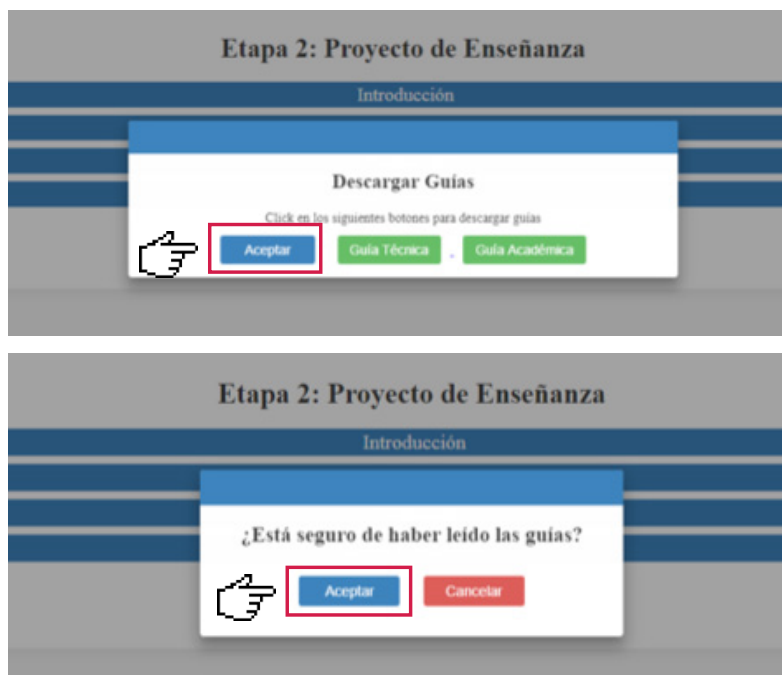 Etapa 2: Proyecto de Enseñanza
Introducción
Descargar Guías
Click en los siguientes botones para descargar guías
Aceptar Guía Técnica . Guía Académica
Etapa 2: Proyecto de Enseñanza
Introducción
¿Está seguro de haber leído las guías?
Aceptar Cancelar